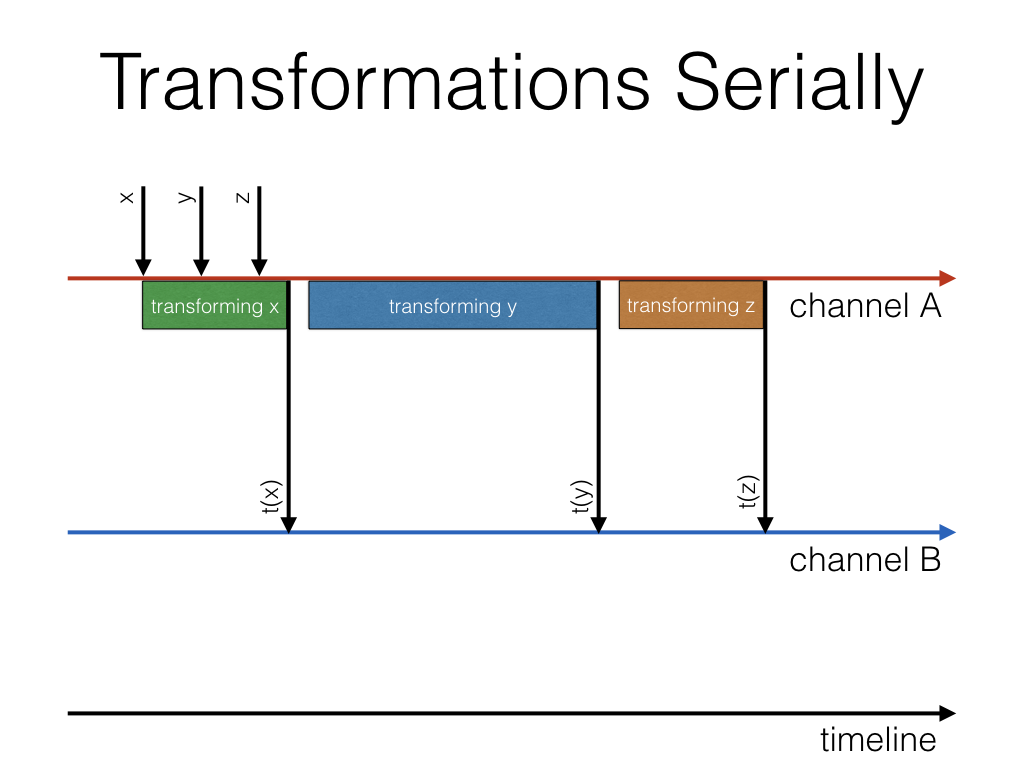 Transformations Serially
x
y
z
transforming x
transforming y
transforming z
channel A
t(x)
t(y)
t(z)
channel B
timeline